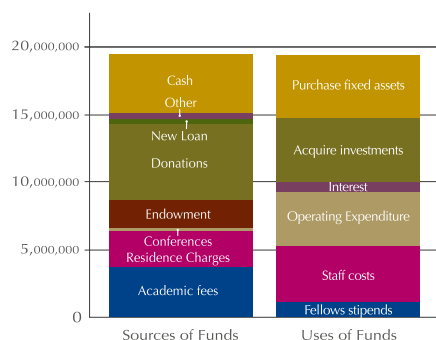 20,000,000
15,000,000
10,000,000
5,000,000
0
Cash
Other
New Loan
Donations
Endowment
Conferences
Residence Charges
Academic fees
Purchase fixed assets
Acquire investments
Interest
Operating Expenditure
Staff costs
Fellows stipends
Sources of Funds
Uses of Funds